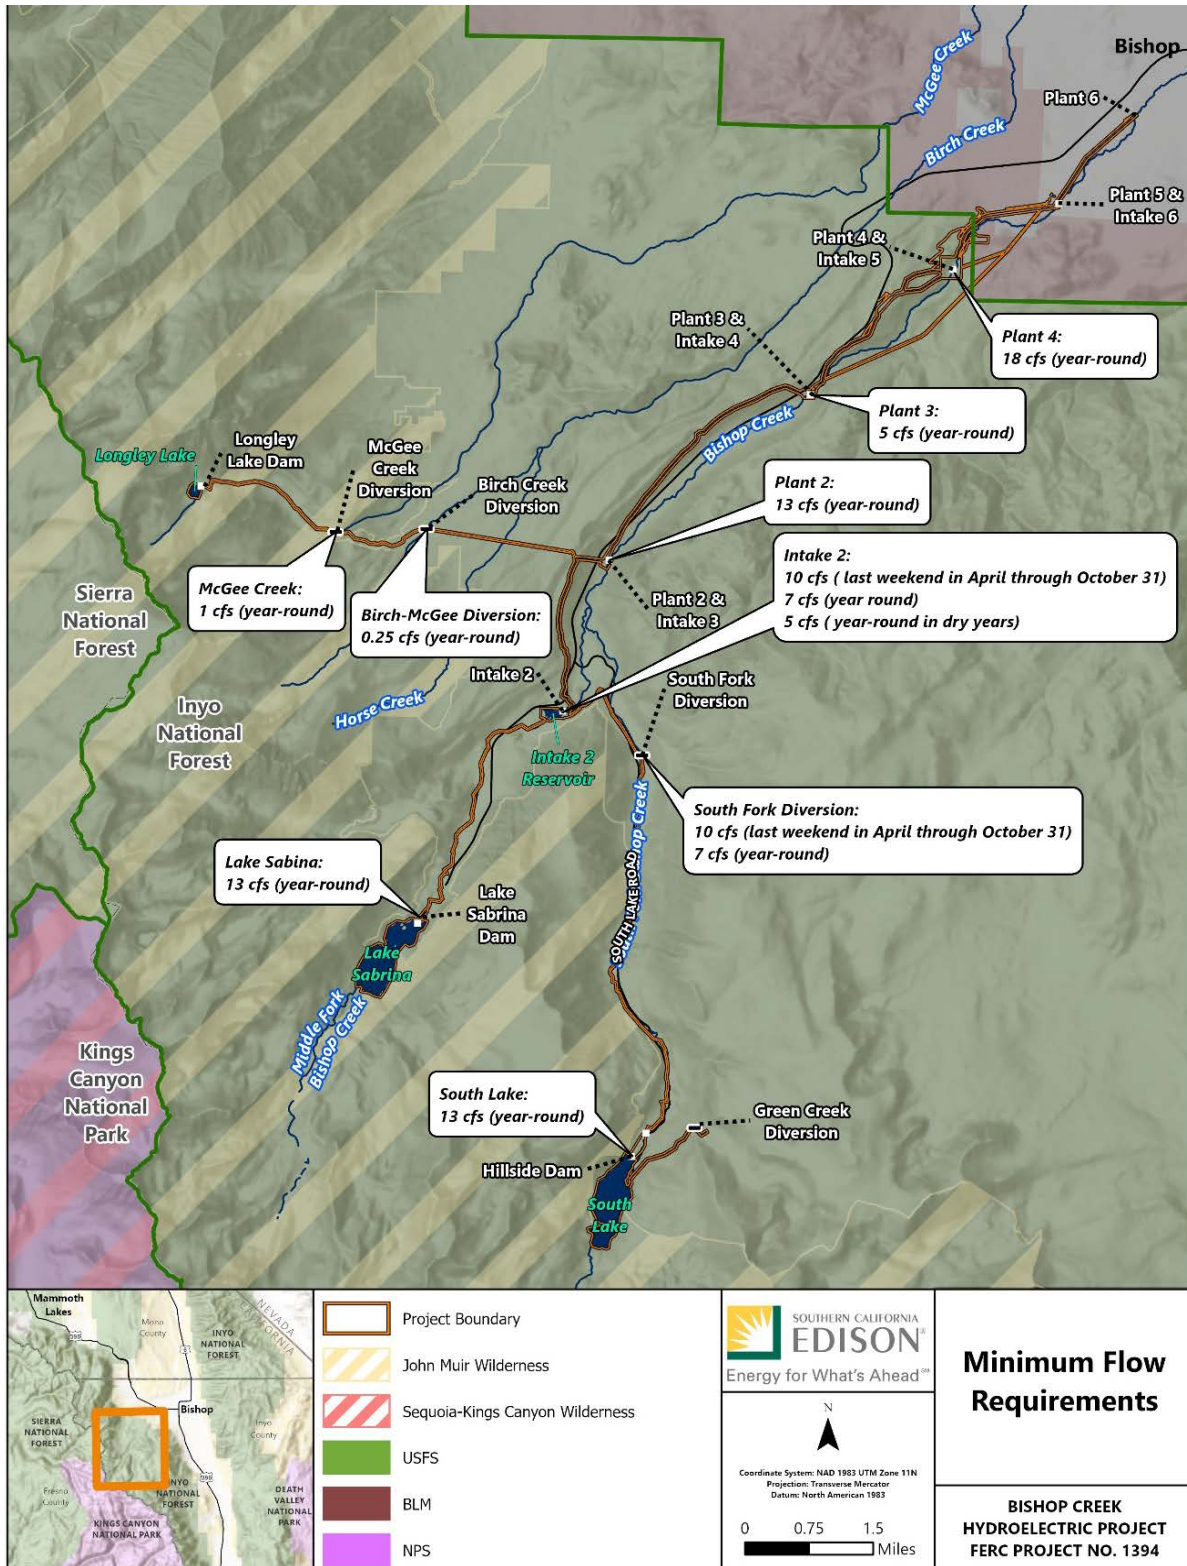 Bishop
McGee Creek
Plant 6
Birch Creek
Plant 5 &
Intake 6
Plant 4 &
Intake 5
Plant 3 &
Intake 4
Plant 4:
18 cfs (year-round)
Plant 3:
5 cfs (year-round)
Bishop Creek
Longley Lake
Longley
Lake Dam
McGee
Creek
Diversion
Birch Creek
Diversion
Plant 2:
13 cfs (year-round)
Intake 2:
10 cfs ( last weekend in April through October 31)
7 cfs (year round)
5 cfs ( year-round in dry years)
McGee Creek:
1 cfs (year-round)
Birch-McGee Diversion:
0.25 cfs (year-round)
Plant 2 &
Intake 3
Sierra
National
Forest
Inyo
National
Forest
Intake 2
South Fork
Diversion
Horse Creek
Intake 2
Reservoir
South Fork Diversion:
10 cfs (last weekend in April through October 31)
7 cfs (year-round)
Lake Sabina:
13 cfs (year-round)
Lake
Sabrina
Dam
Lake
Sabrina
op Creek
SOUTH LAKE ROAD
Middle Fork
Bishop Creek
Kings
Canyon
National
Park
South Lake:
13 cfs (year-round)
Green Creek
Diversion
Hillside Dam
South
Lake
Mammoth
Lakes
Mono
County
NEVADA
CALIFORNIA
395
6
INYO
NATIONAL
FOREST
Bishop
SIERRA
NATIONAL
FOREST
Inyo
County
395
INYO
NATIONAL
FOREST
Fresno
County
DEATH
VALLEY
NATIONAL
PARK
KINGS CANYON
NATIONAL PARK
Project Boundary
John Muir Wilderness
Sequoia-Kings Canyon Wilderness
USFS
BLM
NPS
SOUTHERN CALIFORNIA
EDISON®
Energy for What's Ahead℠
N
Coordinate System: NAD 1983 UTM Zone 11N
Projection: Transverse Mercator
Datum: North American 1983
0 0.75 1.5
Miles
Minimum Flow
Requirements
BISHOP CREEK
HYDROELECTRIC PROJECT
FERC PROJECT NO. 1394